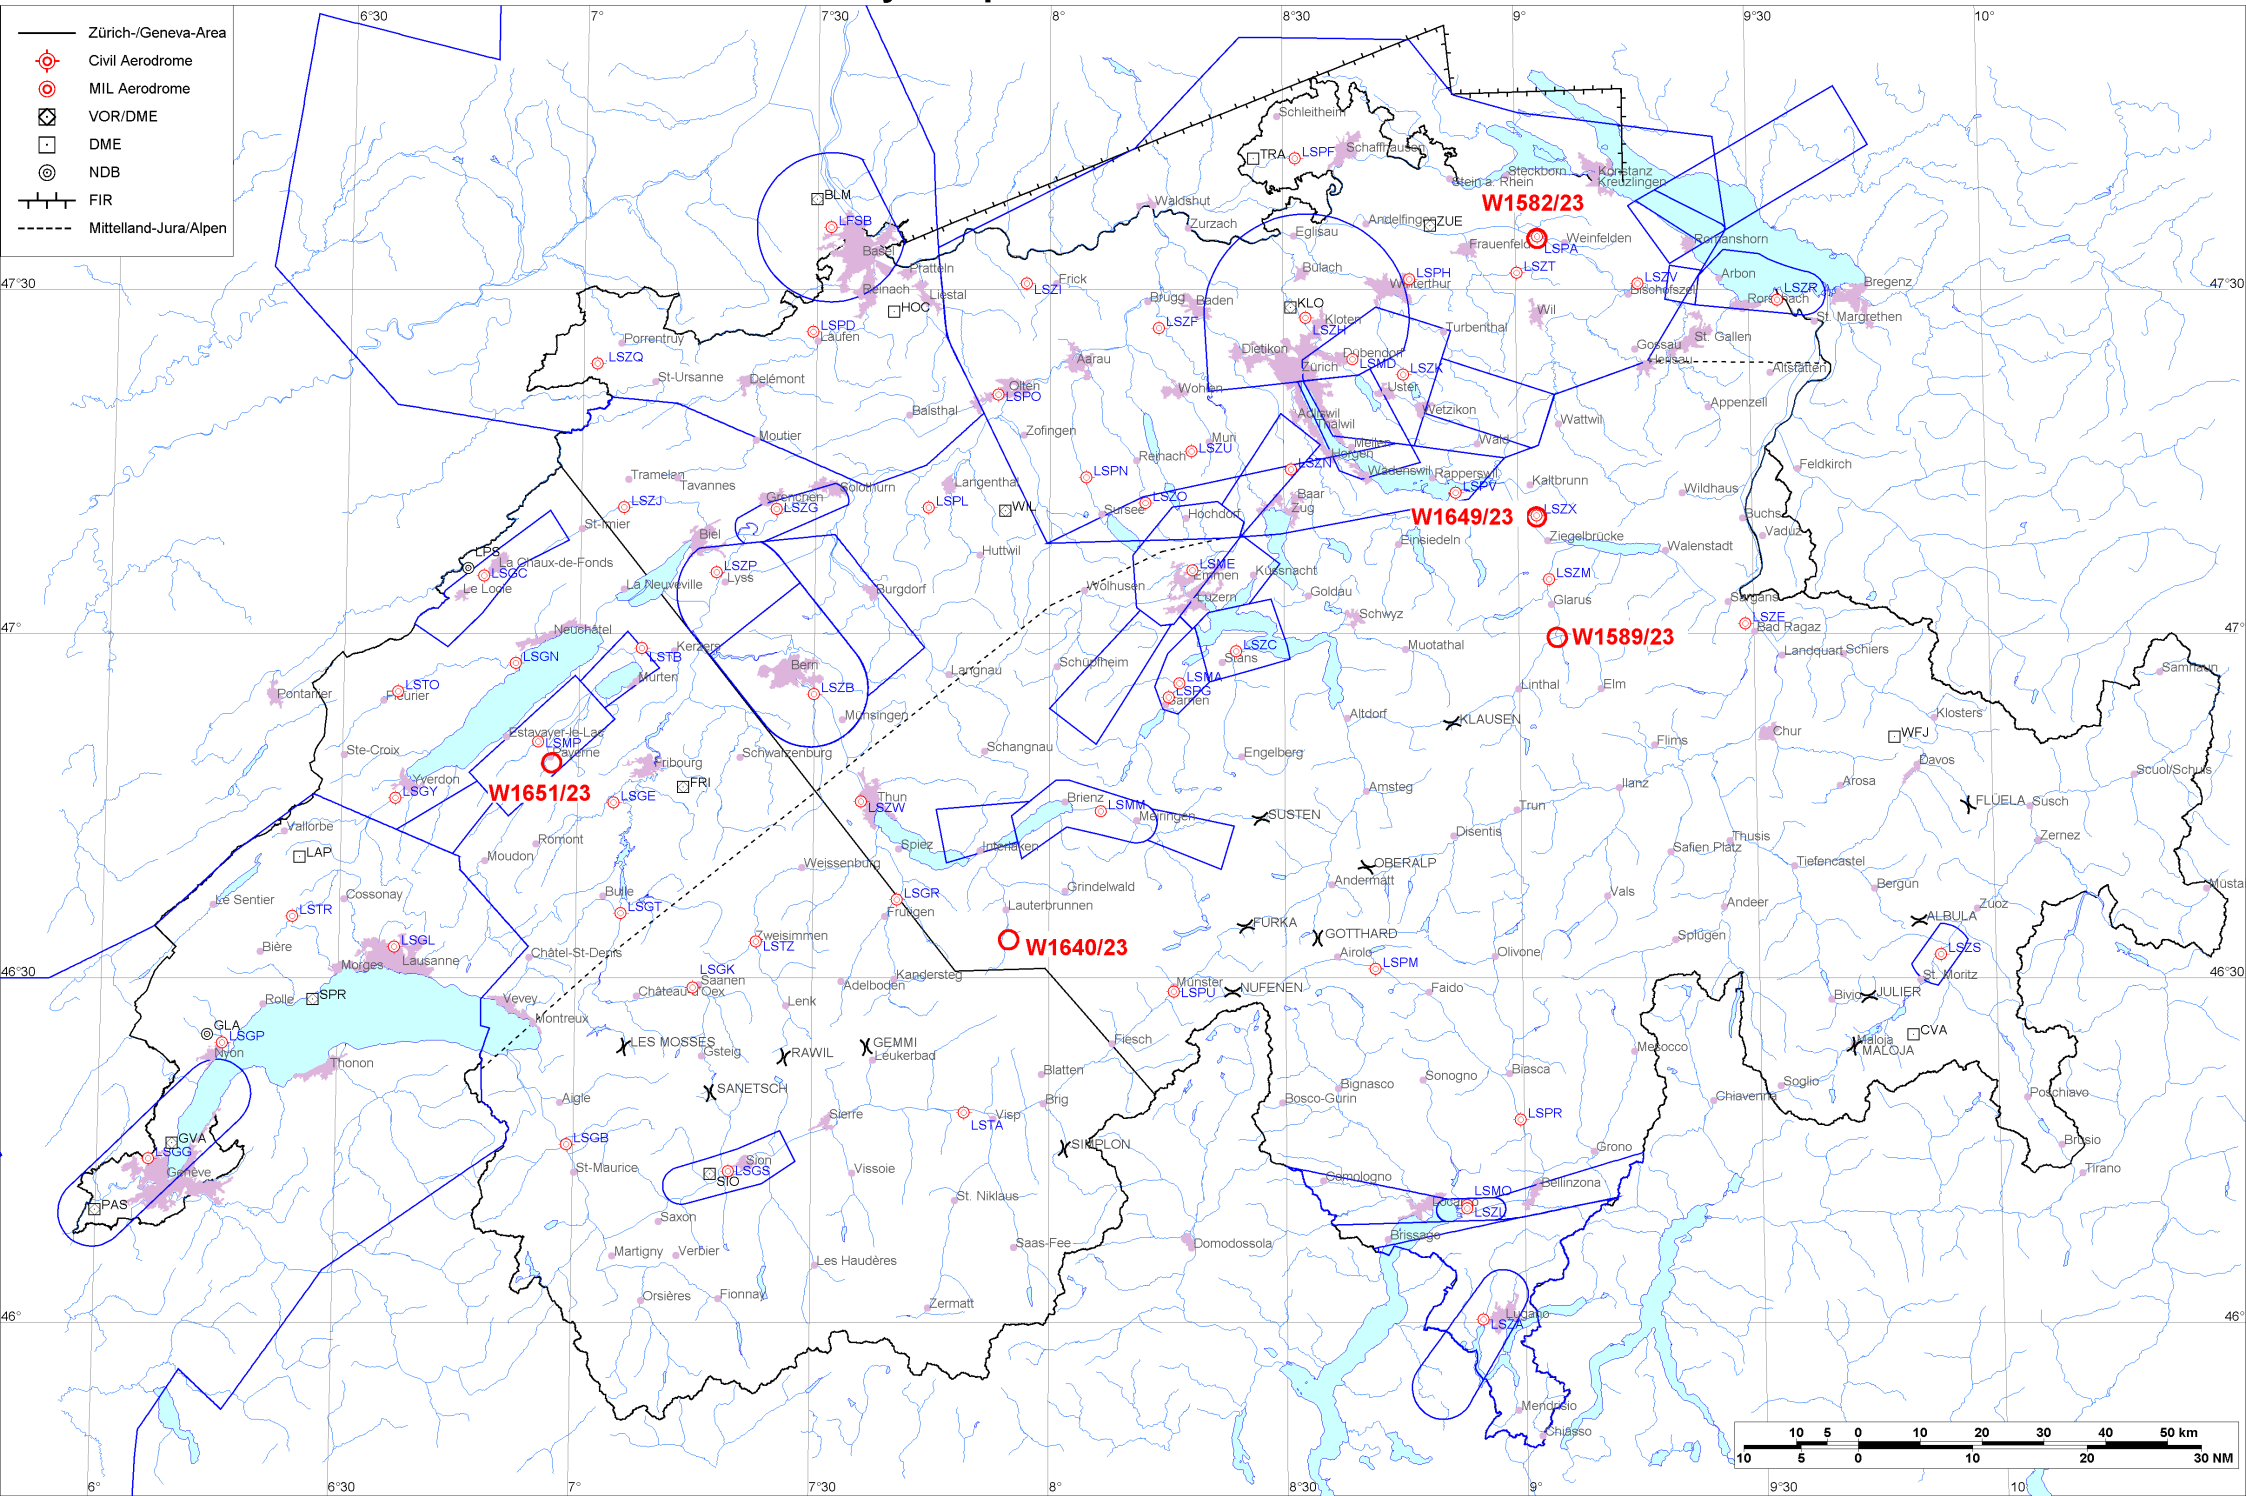 6°30
7°
7°30
8°
8°30
9°
9°30
10°
Zürich-/Geneva-Area
Civil Aerodrome
MIL Aerodrome
VOR/DME
DME
NDB
FIR
Mittelland-Jura/Alpen
Schleitheim
TRA
LSPF
Schaffhausen
Steckborn
Konstanz
Stein a. Rhein
Kreuzlingen
BLM
Waldshut
W1582/23
LFSB
Zurzach
Andelfingen
ZUE
Eglisau
Basel
Frauenfeld
Weinfelden
LSPA
Romanshorn
Pratteln
Bülach
LSPH
LSZT
Arbon
47°30
Reinach
Liestal
LSZI
Frick
Winterthur
LSZV
Bischofszell
LSZR
Bregenz
47°30
HOC
Brugg
Baden
KLO
Kloten
Wil
Rorschach
St. Margrethen
LSPD
Laufen
LSZF
LSZH
Turbenthal
St. Gallen
Porrentruy
LSZQ
Aarau
Dietikon
Zürich
Dübendorf
LSMD
LSZK
Gossau
Herisau
Altstätten
St-Ursanne
Delémont
Olten
LSPO
Wohlen
Uster
Wetzikon
Appenzell
Balsthal
Adliswil
Thalwil
Wattwil
Moutier
Zofingen
Muri
LSZU
Meilen
Wald
Reinach
Horgen
LSZN
Feldkirch
Tramelan
Tavannes
LSPN
Wädenswil
Rapperswil
LSPV
Kaltbrunn
Wildhaus
Grenchen
Solothurn
LSZG
LSZJ
LSPL
Langenthal
WIL
LSZO
Baar
Zug
W1649/23
LSZX
Buchs
Sursee
Hochdorf
St-Imier
Vaduz
Biel
Einsiedeln
Ziegelbrücke
Walenstadt
LPS
La Chaux-de-Fonds
LSGC
Le Locle
Huttwil
LSZP
Lyss
LSME
Emmen
Küssnacht
LSZM
La Neuveville
Burgdorf
Wolhusen
Luzern
Goldau
Glarus
Sargans
Schwyz
LSZE
Bad Ragaz
47°
Neuchâtel
W1589/23
47°
Kerzers
LSTB
LSGN
Murten
Bern
LSZB
Langnau
Schüpfheim
LSZC
Stans
Muotathal
Landquart
Schiers
Samnaun
Pontarlier
LSTO
Fleurier
LSMA
LSPG
Sarnen
Linthal
Elm
Münsingen
Altdorf
KLAUSEN
Klosters
Chur
WFJ
Estavayer-le-Lac
LSMP
Payerne
Ste-Croix
Schwarzenburg
Schangnau
Engelberg
Flims
Davos
Fribourg
FRI
Yverdon
LSGY
W1651/23
LSGE
Thun
LSZW
Brienz
LSMM
Meiringen
Amsteg
SUSTEN
Trun
Ilanz
Arosa
Scuol/Schuls
FLÜELA
Susch
Vallorbe
LAP
Romont
Moudon
Spiez
Interlaken
Disentis
Safien Platz
Thusis
Zernez
Weissenburg
OBERALP
Tiefencastel
Le Sentier
Cossonay
LSTR
Bulle
LSGT
LSGR
Frutigen
Grindelwald
Lauterbrunnen
Andermatt
Vals
Andeer
Bergün
Müsta
FURKA
GOTTHARD
ALBULA
Zuoz
Bière
LSGL
Lausanne
Morges
Zweisimmen
LSTZ
W1640/23
Airolo
Olivone
Splügen
LSZS
Châtel-St-Denis
LSPM
46°30
LSGK
Saanen
Château-d'Oex
Adelboden
Kandersteg
Münster
LSPU
NUFENEN
Faido
St. Moritz
46°30
Rolle
SPR
Vevey
Montreux
Lenk
Bivio
JULIER
GLA
LSGP
Nyon
LES MOSSES
Gsteig
RAWIL
GEMMI
Leukerbad
Fiesch
Mesocco
CVA
Maloja
MALOJA
Thonon
SANETSCH
Blatten
Bignasco
Sonogno
Biasca
Soglio
Aigle
Brig
Bosco-Gurin
Chiavenna
Poschiavo
Sierre
LSTA
Visp
LSPR
GVA
LSGG
Genève
LSGB
SIMPLON
Grono
Brusio
Sion
LSGS
SIO
St-Maurice
Vissoie
Comologno
Tirano
PAS
St. Niklaus
LSMO
Locarno
LSZL
Bellinzona
Saxon
Brissago
Martigny
Verbier
Les Haudères
Saas-Fee
Domodossola
Orsières
Fionnay
Zermatt
46°
Lugano
LSZA
46°
Mendrisio
Chiasso
10 5 0 10 20 30 40 50 km
10 5 0 10 20 30 NM
6°
6°30
7°
7°30
8°
8°30
9°
9°30
10°